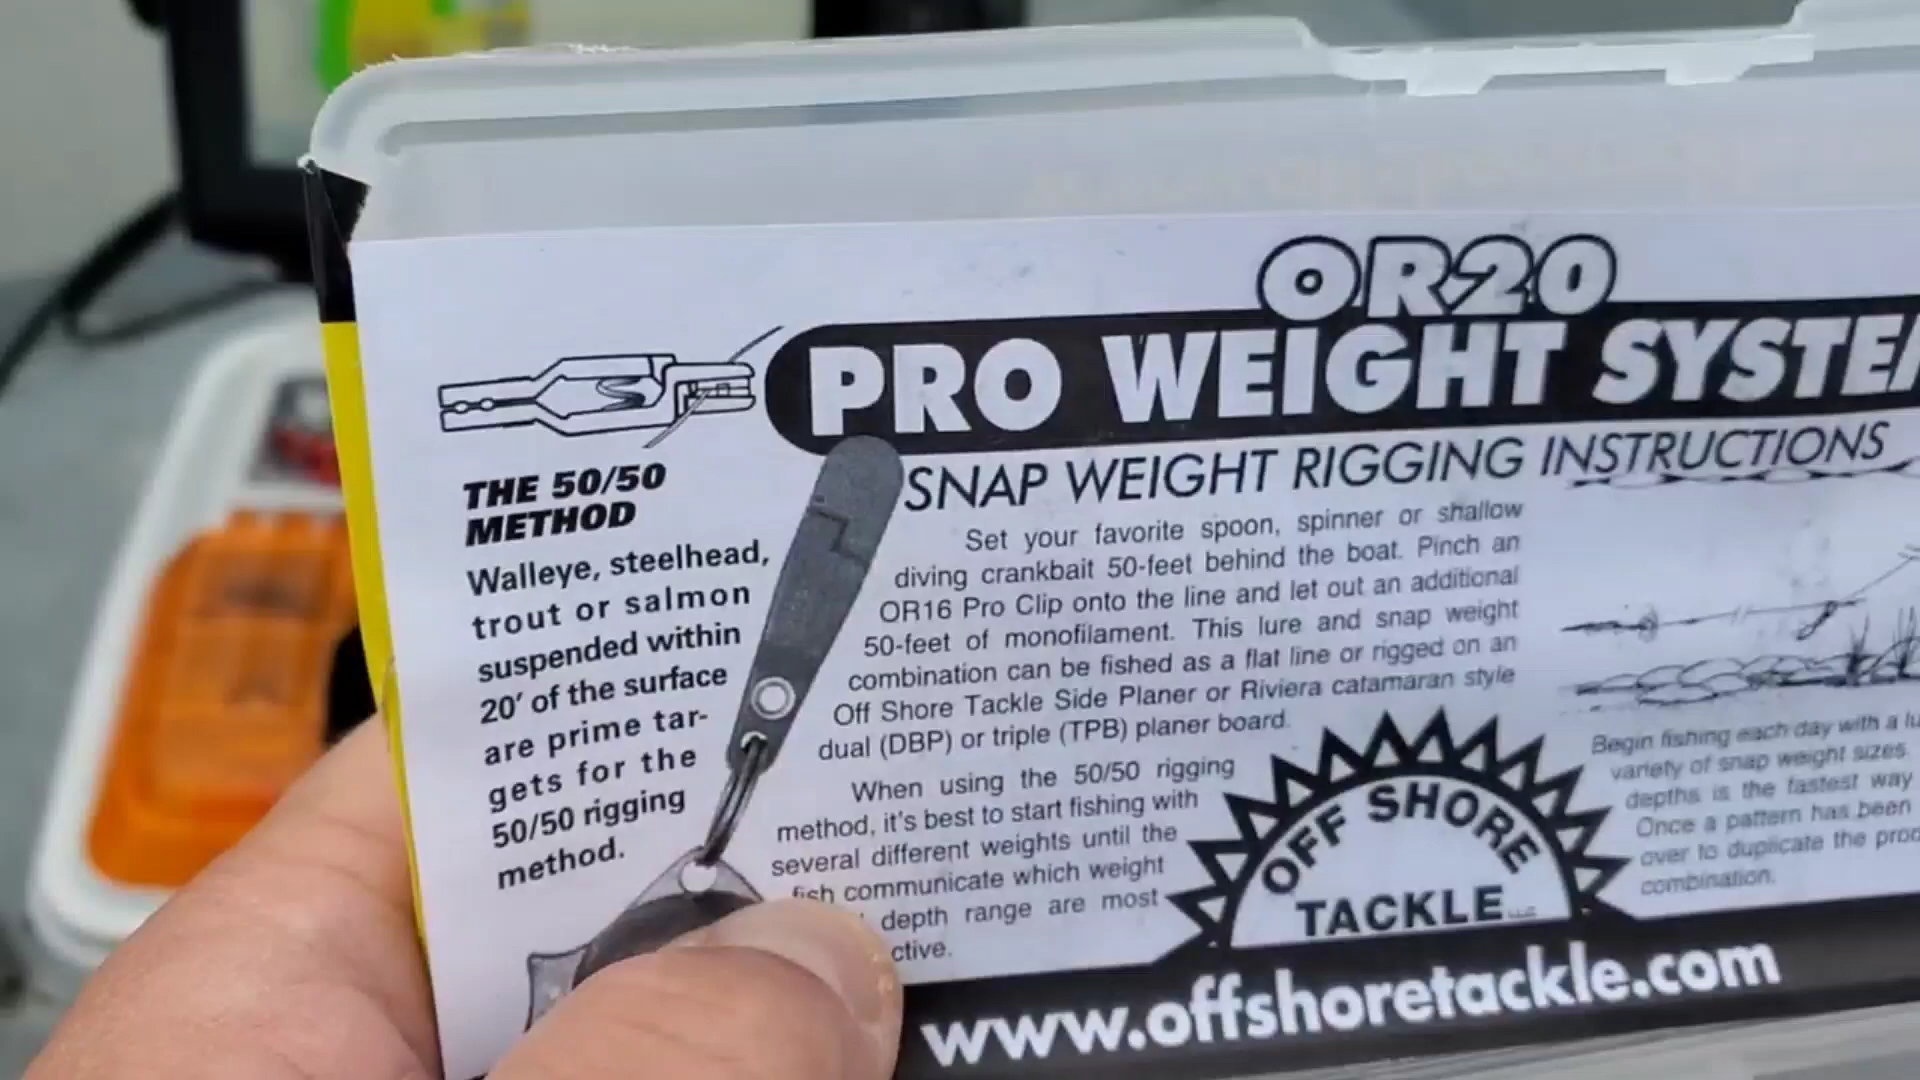 OR20
PRO WEIGHT
SNAP WEIGHT RIGGING INSTRUCTIONS
THE 50/50
METHOD
Walleye, steelhead,
trout or salmon
suspended within
20' of the surface
are prime tar-
gets for the
50/50 rigging
method.
Set your favorite spoon, spinner or shallow
diving crankbait 50-feet behind the boat. Pinch an
OR16 Pro Clip onto the line and let out an additional
50-feet of monofilament. This lure and snap weight
combination can be fished as a flat line or rigged on an
Off Shore Tackle Side Planer or Riviera catamaran style
dual (DBP) or triple (TPB) planer board.
When using the 50/50 rigging
method, it's best to start fishing with
several different weights until the
fish communicate which weight
depth range are most
ctive.
OFF SHORE
TACKLE LLC
Begin fishing each day with a
variety of snap weight sizes.
depths is the fastest way
Once a pattern has been
over to duplicate the
combination.
www.offshoretackle.com